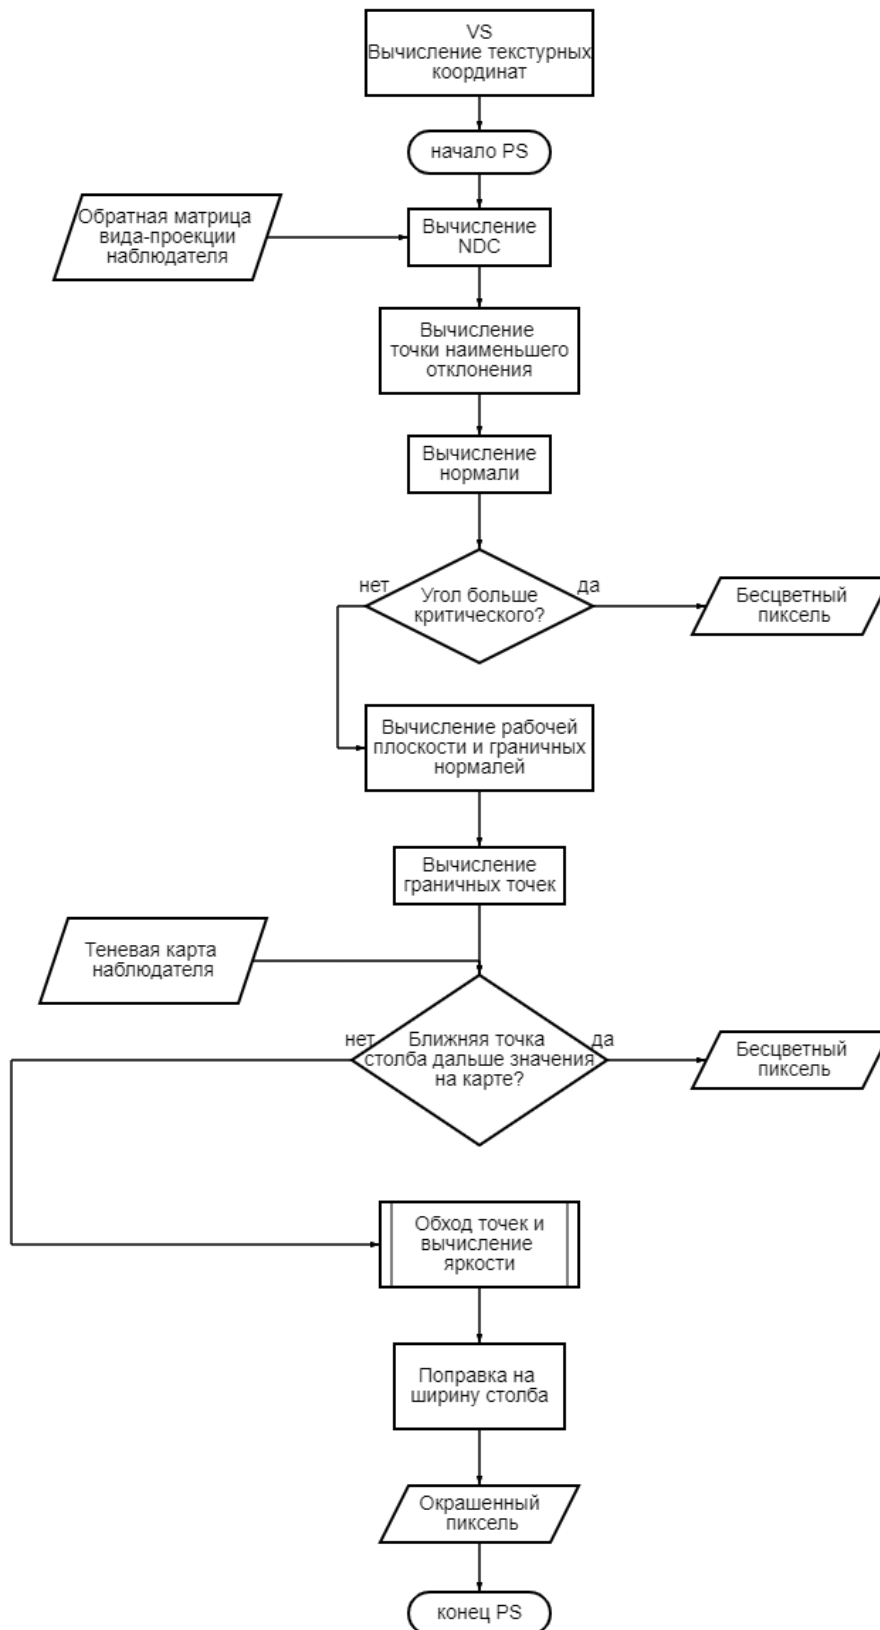 VS
Вычисление текстурных
координат
начало PS
Обратная матрица
вида-проекции
наблюдателя
Вычисление
NDC
Вычисление
точки наименьшего
отклонения
Вычисление
нормали
нет
Угол больше
критического?
да
Бесцветный
пиксель
Вычисление рабочей
плоскости и граничных
нормалей
Вычисление
граничных точек
Теневая карта
наблюдателя
нет
Ближняя точка
столба дальше значения
на карте?
да
Бесцветный
пиксель
Обход точек и
вычисление
яркости
Поправка на
ширину столба
Окрашенный
пиксель
конец PS